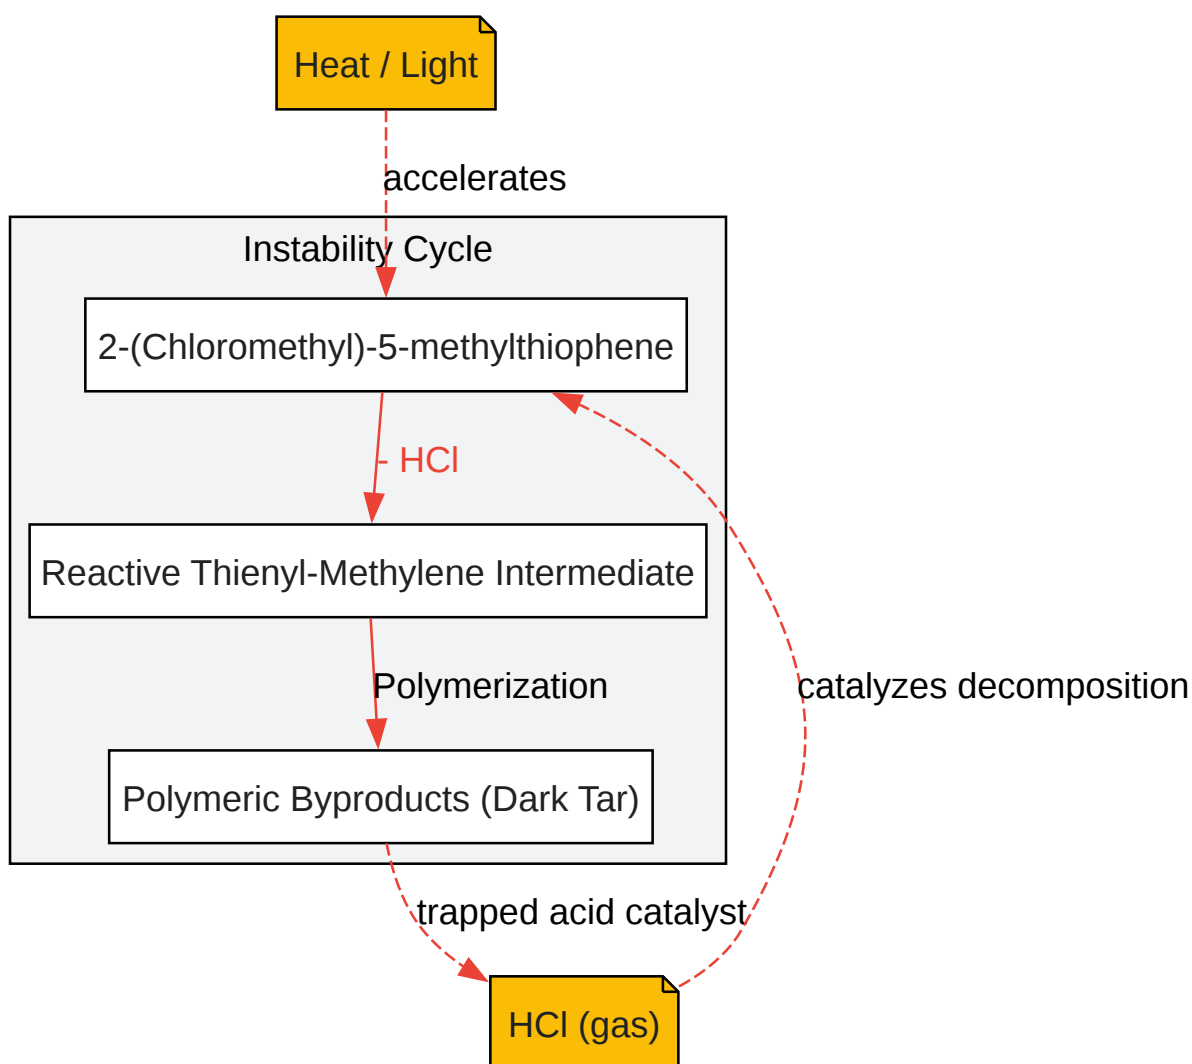 Heat / Light
accelerates
Instability Cycle
2-(Chloromethyl)-5-methylthiophene
- HCl
Reactive Thienyl-Methylene Intermediate
Polymerization
catalyzes decomposition
Polymeric Byproducts (Dark Tar)
trapped acid catalyst
HCl (gas)